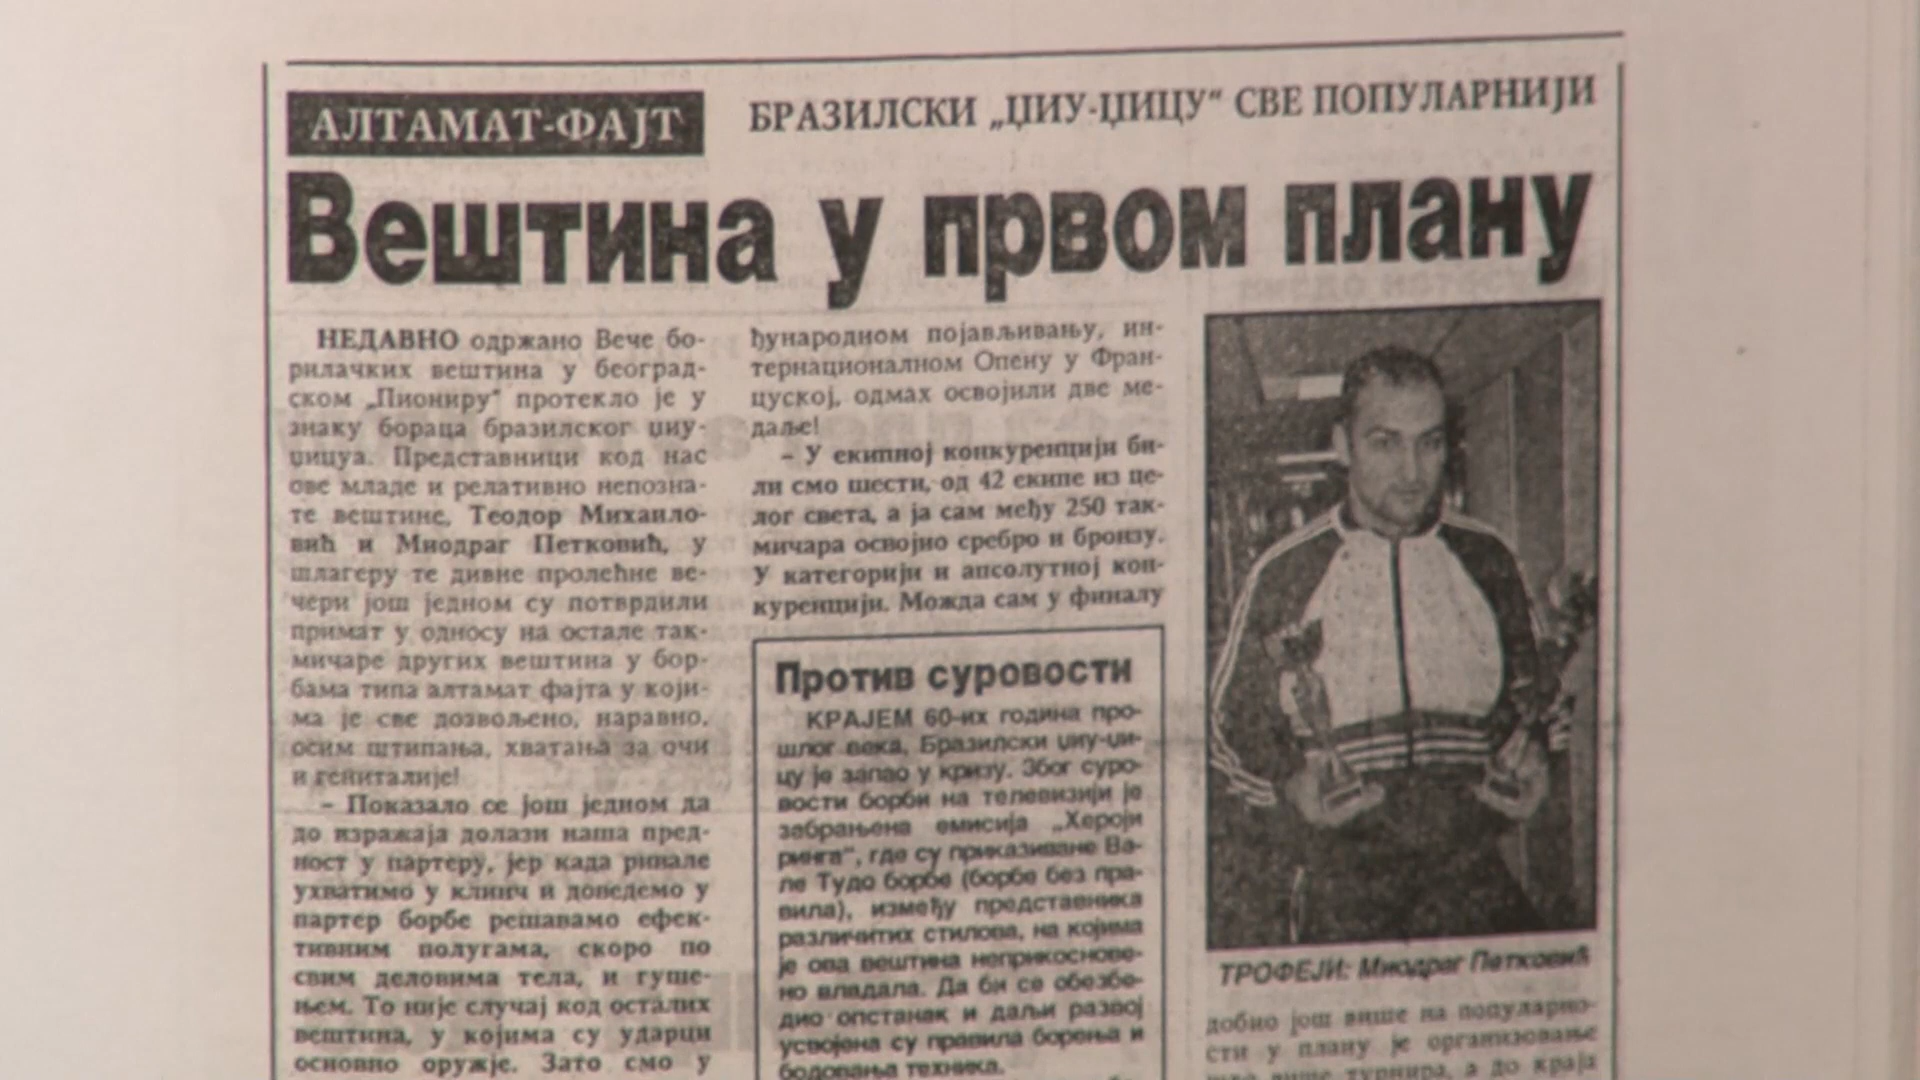 АЛТАМАТ-ФАЈТ
БРАЗИЛСКИ „ЏИУ-ЏИЦУ“ СВЕ ПОПУЛАРНИЈИ
Вештина у првом плану
НЕДАВНО одржано Вече бо-
рилачких вештина у београд-
ском „Пиониру“ протекло је у
знаку бораца бразилског џиу-
џицуа. Представници код нас
ове младе и релативно непозна-
те вештине, Теодор Михаило-
вић и Миодраг Петковић, у
шлагеру те дивне пролећне ве-
чери још једном су потврдили
примат у односу на остале так-
мичаре других вештина у бор-
бама типа алтамат фајта у који-
ма је све дозвољено, наравно,
осим штипања, хватања за очи
и гениталије!
– Показало се још једном да
до изражаја долази наша пред-
ност у партеру, јер када ривале
ухватимо у клинч и доведемо у
партер борбе решавамо ефек-
тивним полугама, скоро по
свим деловима тела, и гуше-
њем. То није случај код осталих
вештина, у којима су ударци
основно оружје. Зато смо у
ђународном појављивању, ин-
тернационалном Опену у Фран-
цуској, одмах освојили две ме-
даље!
– У екипној конкуренцији би-
ли смо шести, од 42 екипе из це-
лог света, а ја сам међу 250 так-
мичара освојио сребро и бронзу.
У категорији и апсолутној кон-
куренцији. Можда сам у финалу
Против суровости
КРАЈЕМ 60-их година про-
шлог века, Бразилски џиу-џи-
цу је запао у кризу. Због суро-
вости борби на телевизији је
забрањена емисија „Хероји
ринга“, где су приказиване Ва-
ле Тудо борбе (борбе без пра-
вила), између представника
различитих стилова, на којима
је ова вештина неприкоснове-
но владала. Да би се обезбе-
дио опстанак и даљи развој
усвојена су правила борења и
бодовања техника.
ТРОФЕЈИ: Миодраг Петковић
добио још више на популарно-
сти у плану је организовање
више турнира, а до краја